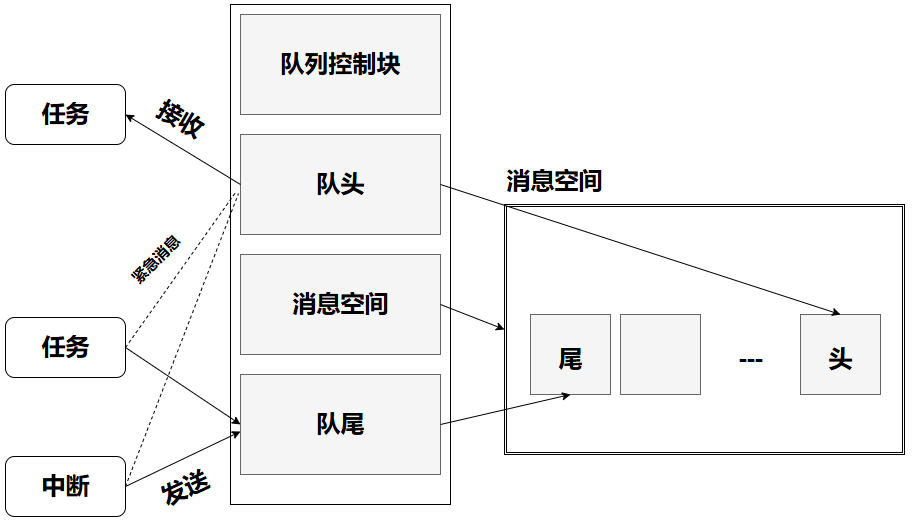 队列控制块
任务
接收
队头
消息空间
紧急消息
消息空间
任务
尾
---
头
队尾
中断
发送